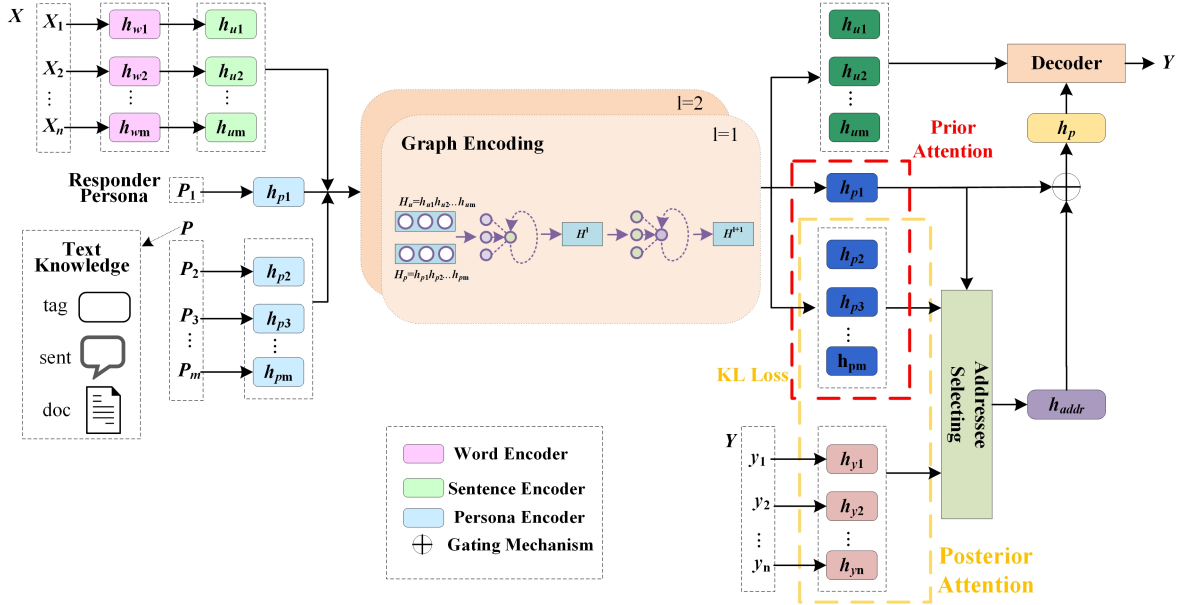 X
X1
hw1
hu1
X2
hw2
hu2
⋮
⋮
⋮
Xn
hwm
hum
Responder
Persona
P1
hp1
P
Text
Knowledge
tag
sent
doc
P2
hp2
P3
hp3
⋮
⋮
Pm
hpm
l=2
l=1
Graph Encoding
Hu=hu1hu2...hum
Hp=hp1hp2...hpm
H^l
H^l+1
Word Encoder
Sentence Encoder
Persona Encoder
Gating Mechanism
hu1
hu2
⋮
hum
Prior
Attention
hp1
hp2
hp3
⋮
hpm
KL Loss
Y
y1
hy1
y2
hy2
⋮
⋮
yn
hyn
Posterior
Attention
Addressee
Selecting
haddr
hp
Decoder
Y